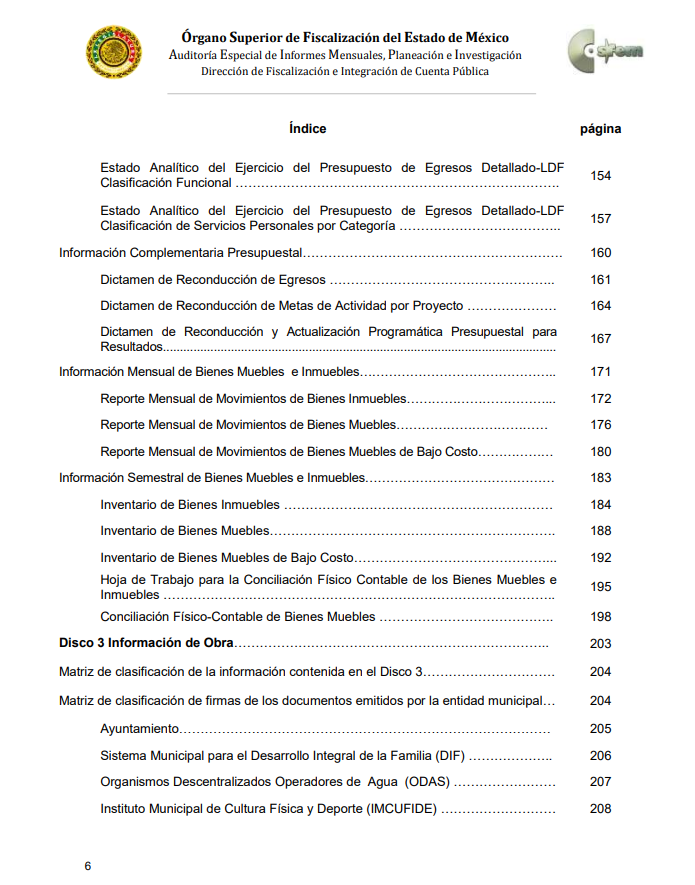 Órgano Superior de Fiscalización del Estado de México
Auditoría Especial de Informes Mensuales, Planeación e Investigación
Dirección de Fiscalización e Integración de Cuenta Pública
osfem
Índice página
Estado Analítico del Ejercicio del Presupuesto de Egresos Detallado-LDF
Clasificación Funcional …………………………………………………………………. 154
Estado Analítico del Ejercicio del Presupuesto de Egresos Detallado-LDF
Clasificación de Servicios Personales por Categoría ……………………………….. 157
Información Complementaria Presupuestal……………………………………………………. 160
Dictamen de Reconducción de Egresos …………………………………………….. 161
Dictamen de Reconducción de Metas de Actividad por Proyecto ………………… 164
Dictamen de Reconducción y Actualización Programática Presupuestal para
Resultados................................................................................................................... 167
Información Mensual de Bienes Muebles e Inmuebles……………………………………….. 171
Reporte Mensual de Movimientos de Bienes Inmuebles……………………………... 172
Reporte Mensual de Movimientos de Bienes Muebles……………………………… 176
Reporte Mensual de Movimientos de Bienes Muebles de Bajo Costo……………… 180
Información Semestral de Bienes Muebles e Inmuebles……………………………………… 183
Inventario de Bienes Inmuebles ……………………………………………………… 184
Inventario de Bienes Muebles…………………………………………………………. 188
Inventario de Bienes Muebles de Bajo Costo………………………………………... 192
Hoja de Trabajo para la Conciliación Físico Contable de los Bienes Muebles e
Inmuebles ……………………………………………………………………………….. 195
Conciliación Físico-Contable de Bienes Muebles ………………………………….. 198
Disco 3 Información de Obra……………………………………………………………….. 203
Matriz de clasificación de la información contenida en el Disco 3………………………… 204
Matriz de clasificación de firmas de los documentos emitidos por la entidad municipal… 204
Ayuntamiento…………………………………………………………………………… 205
Sistema Municipal para el Desarrollo Integral de la Familia (DIF) ……………….. 206
Organismos Descentralizados Operadores de Agua (ODAS) …………………… 207
Instituto Municipal de Cultura Física y Deporte (IMCUFIDE) ……………………… 208
6